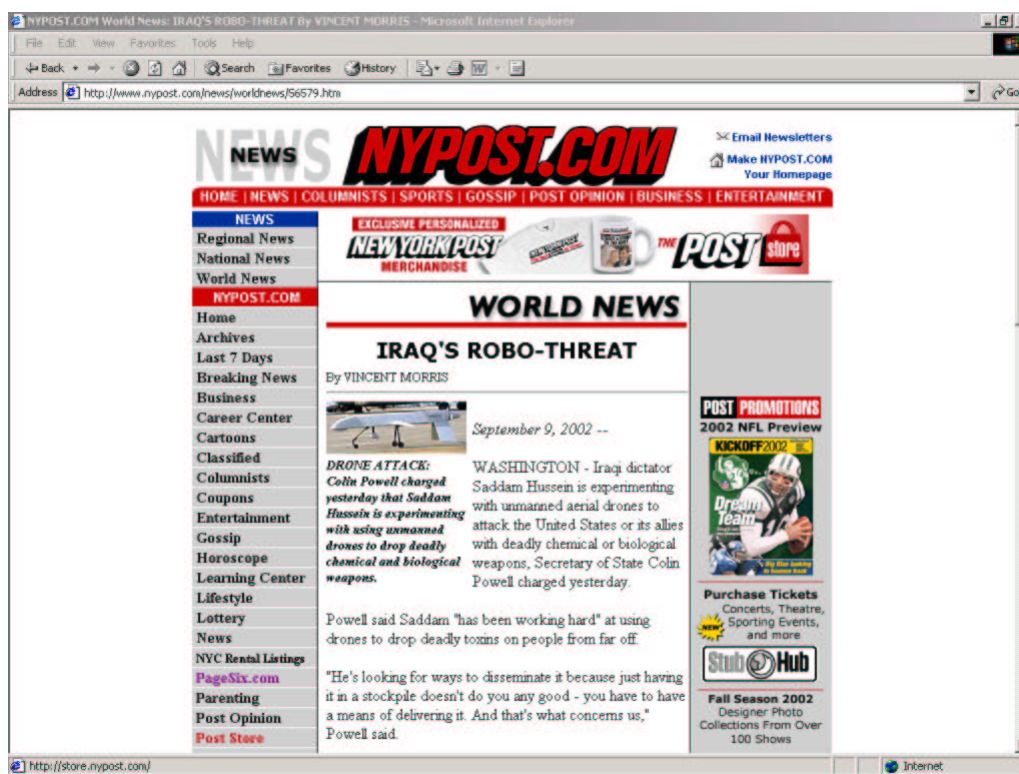 NYPOST.COM World News: IRAQ'S ROBO-THREAT By VINCENT MORRIS - Microsoft Internet Explorer
File Edit View Favorites Tools Help
Back Search Favorites History
Address http://www.nypost.com/news/worldnews/56579.htm Go
NEWS
NEWS
NYPOST.COM
Email Newsletters
Make NYPOST.COM
Your Homepage
HOME | NEWS | COLUMNISTS | SPORTS | GOSSIP | POST OPINION | BUSINESS | ENTERTAINMENT
NEWS
Regional News
National News
World News
NYPOST.COM
Home
Archives
Last 7 Days
Breaking News
Business
Career Center
Cartoons
Classified
Columnists
Coupons
Entertainment
Gossip
Horoscope
Learning Center
Lifestyle
Lottery
News
NYC Rental Listings
PageSix.com
Parenting
Post Opinion
Post Store
EXCLUSIVE PERSONALIZED
NEW YORK POST
MERCHANDISE
THE POST store
WORLD NEWS
IRAQ'S ROBO-THREAT
By VINCENT MORRIS
DRONE ATTACK:
Colin Powell charged
yesterday that Saddam
Hussein is experimenting
with using unmanned
drones to drop deadly
chemical and biological
weapons.
September 9, 2002 --
WASHINGTON - Iraqi dictator
Saddam Hussein is experimenting
with unmanned aerial drones to
attack the United States or its allies
with deadly chemical or biological
weapons, Secretary of State Colin
Powell charged yesterday.
Powell said Saddam "has been working hard" at using
drones to drop deadly toxins on people from far off.
"He's looking for ways to disseminate it because just having
it in a stockpile doesn't do you any good - you have to have
a means of delivering it. And that's what concerns us,"
Powell said.
POST PROMOTIONS
2002 NFL Preview
KICKOFF 2002
Dream
Team
Big Blue looking
to bounce back
Purchase Tickets
Concerts, Theatre,
NEW Sporting Events,
and more
StubHub
Fall Season 2002
Designer Photo
Collections From Over
100 Shows
http://store.nypost.com/ Internet